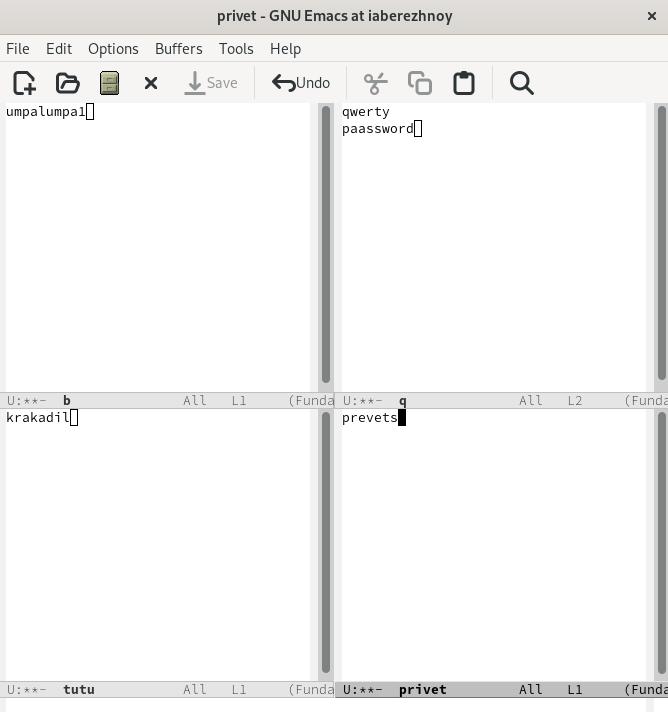 privet - GNU Emacs at iaberezhnoy ×
File Edit Options Buffers Tools Help
Save Undo
umpalumpa1
qwerty
paassword
U:**- b All L1 (Funda
U:**- q All L2 (Funda
krakadil
prevets
U:**- tutu All L1 (Funda
U:**- privet All L1 (Funda